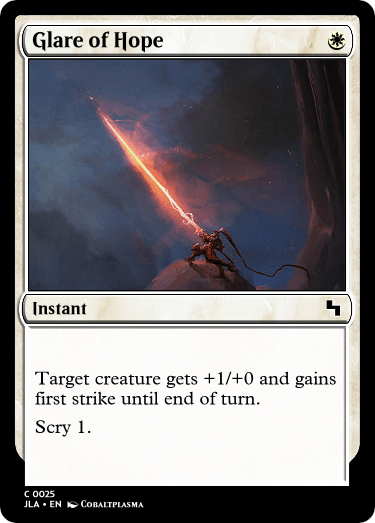 Glare of Hope
Instant
Target creature gets +1/+0 and gains
first strike until end of turn.
Scry 1.
C 0025
JLA • EN Cobaltplasma